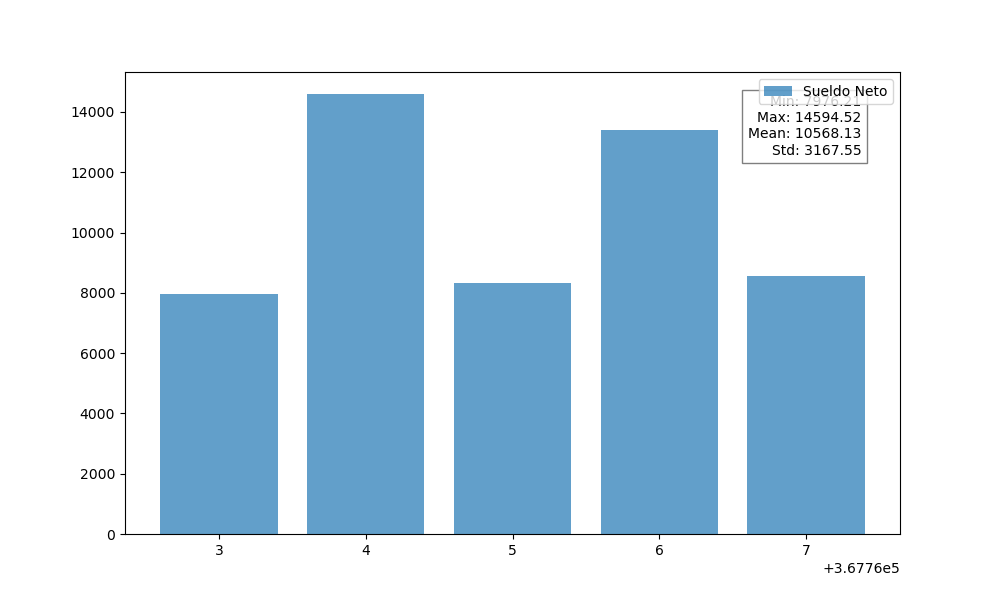 Sueldo Neto
Min: 7976.21
Max: 14594.52
Mean: 10568.13
Std: 3167.55
14000
12000
10000
8000
6000
4000
2000
0
3 4 5 6 7
+3.6776e5